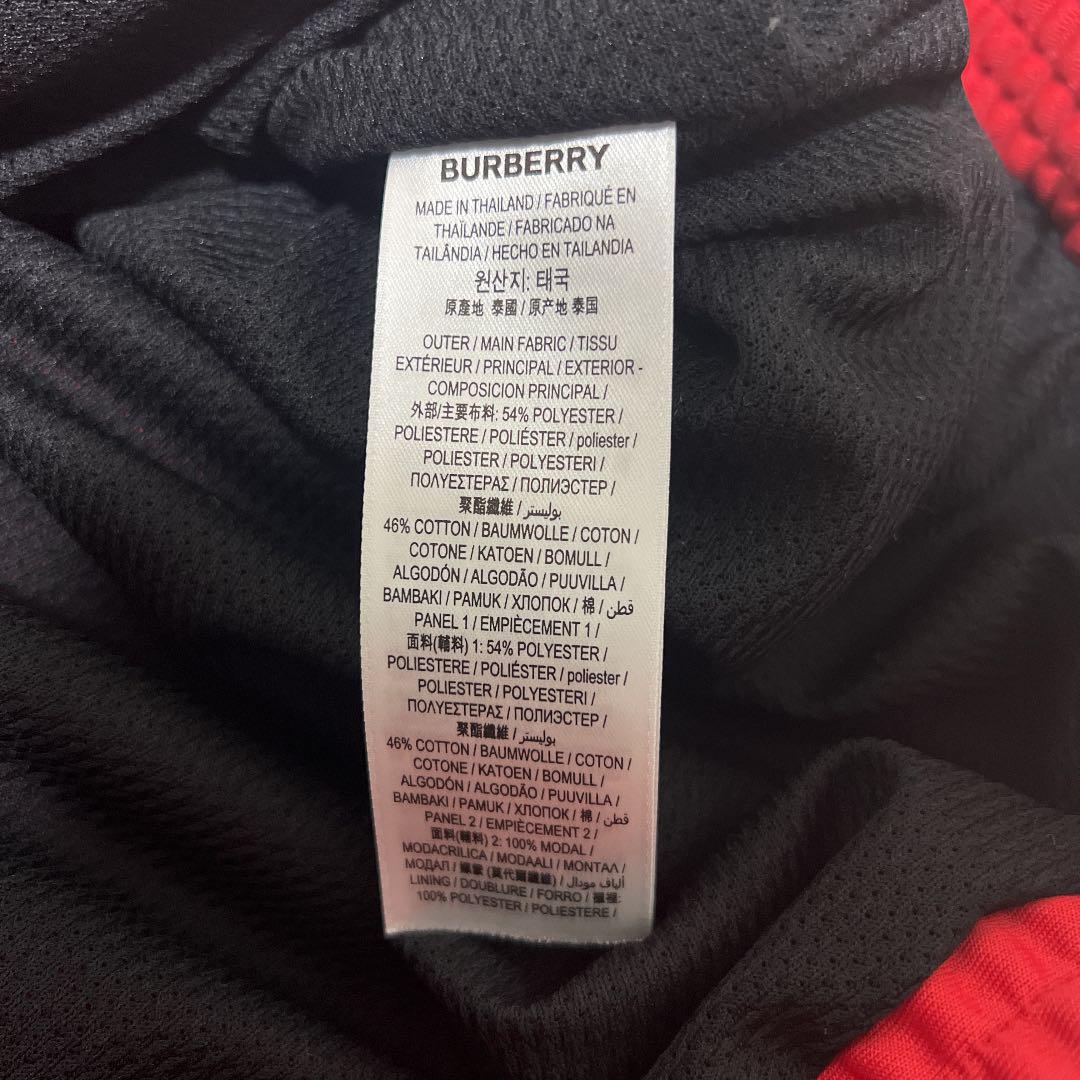 BURBERRY
MADE IN THAILAND / FABRIQUÉ EN
THAÏLANDE / FABRICADO NA
TAILÂNDIA / HECHO EN TAILANDIA
원산지: 태국
原產地 泰國 / 原产地 泰国
OUTER / MAIN FABRIC / TISSU
EXTÉRIEUR / PRINCIPAL / EXTERIOR -
COMPOSICION PRINCIPAL /
外部/主要布料: 54% POLYESTER /
POLIESTERE / POLIÉSTER / poliester /
POLIESTER / POLYESTERI /
ΠΟΛΥΕΣΤΕΡΑΣ / ПОЛИЭСТЕР /
聚酯纖維 / بوليستر
46% COTTON / BAUMWOLLE / COTON /
COTONE / KATOEN / BOMULL /
ALGODÓN / ALGODÃO / PUUVILLA /
BAMBAKI / PAMUK / ХЛОПОК / 棉 / قطن
PANEL 1 / EMPIÈCEMENT 1 /
面料(輔料) 1: 54% POLYESTER /
POLIESTERE / POLIÉSTER / poliester /
POLIESTER / POLYESTERI /
ΠΟΛΥΕΣΤΕΡΑΣ / ПОЛИЭСТЕР /
聚酯纖維 / بوليستر
46% COTTON / BAUMWOLLE / COTON /
COTONE / KATOEN / BOMULL /
ALGODÓN / ALGODÃO / PUUVILLA /
BAMBAKI / PAMUK / ХЛОПОК / 棉 / قطن
PANEL 2 / EMPIÈCEMENT 2 /
面料(輔料) 2: 100% MODAL /
MODACRILICA / MODAALI / ΜΟΝΤΑΛ /
МОДАЛ / (莫代爾纖維) / ألياف مودال
LINING / DOUBLURE / FORRO / 襯裡:
100% POLYESTER / POLIESTERE /